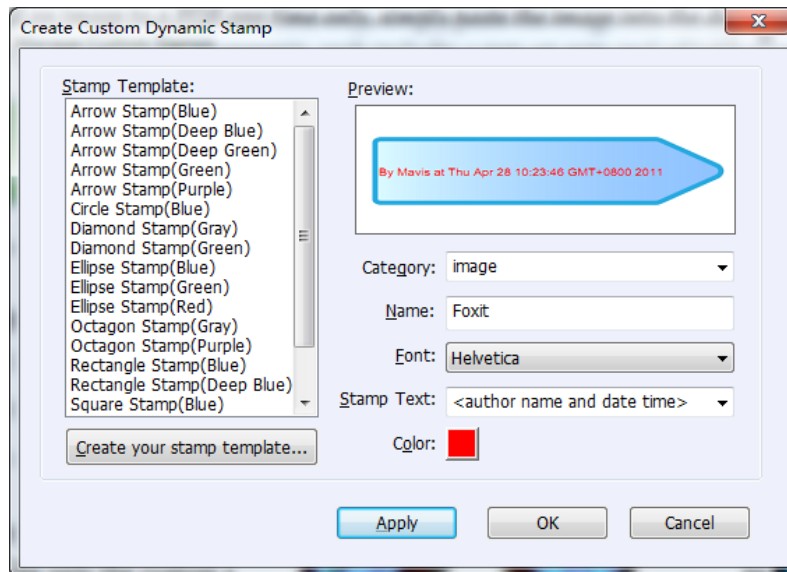 Create Custom Dynamic Stamp
Stamp Template:
Arrow Stamp(Blue)
Arrow Stamp(Deep Blue)
Arrow Stamp(Deep Green)
Arrow Stamp(Green)
Arrow Stamp(Purple)
Circle Stamp(Blue)
Diamond Stamp(Gray)
Diamond Stamp(Green)
Ellipse Stamp(Blue)
Ellipse Stamp(Green)
Ellipse Stamp(Red)
Octagon Stamp(Gray)
Octagon Stamp(Purple)
Rectangle Stamp(Blue)
Rectangle Stamp(Deep Blue)
Square Stamp(Blue)
Create your stamp template...
Preview:
By Mavis at Thu Apr 28 10:23:46 GMT+0800 2011
Category: image
Name: Foxit
Font: Helvetica
Stamp Text: <author name and date time>
Color:
Apply OK Cancel